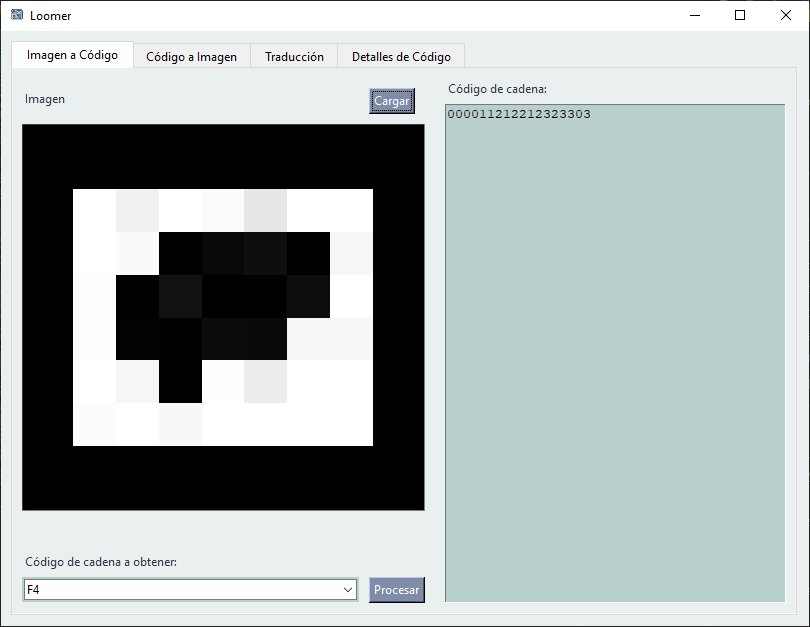 Loomer
Imagen a Código
Código a Imagen
Traducción
Detalles de Código
Imagen
Cargar
Código de cadena:
000011212212323303
Código de cadena a obtener:
F4
Procesar